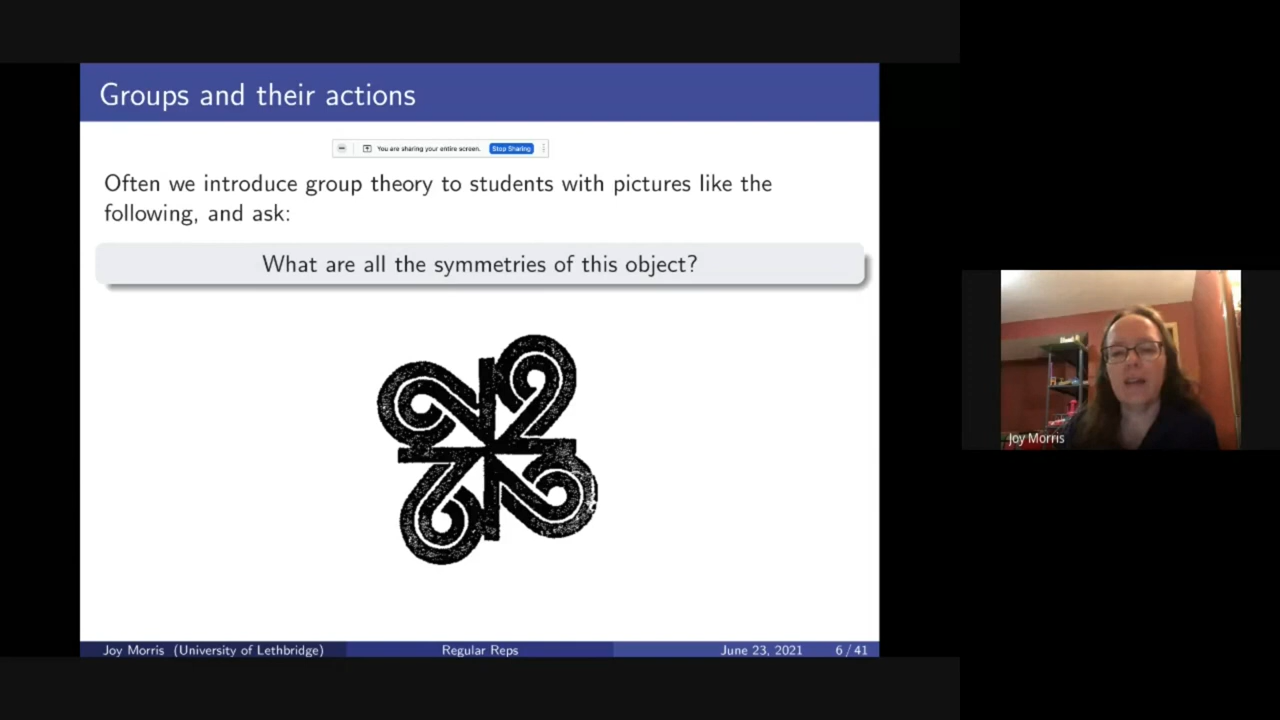 Groups and their actions
You are sharing your entire screen. Stop Sharing
Often we introduce group theory to students with pictures like the
following, and ask:
What are all the symmetries of this object?
Joy Morris
Joy Morris (University of Lethbridge) Regular Reps June 23, 2021 6 / 41